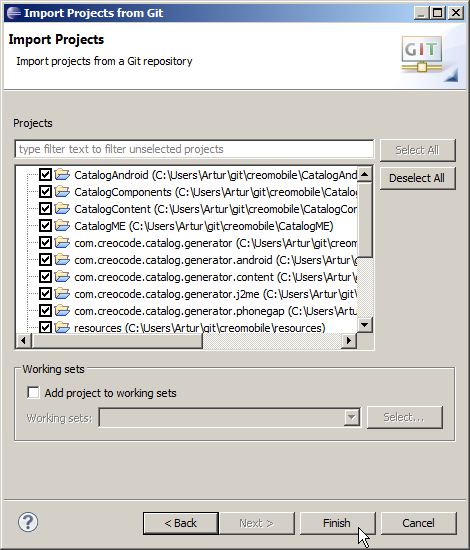 Import Projects from Git
Import Projects
Import projects from a Git repository
GIT
Projects
type filter text to filter unselected projects
Select All
Deselect All
CatalogAndroid (C:\Users\Artur\git\creomobile\CatalogAnd
CatalogComponents (C:\Users\Artur\git\creomobile\Catalog
CatalogContent (C:\Users\Artur\git\creomobile\CatalogCor
CatalogME (C:\Users\Artur\git\creomobile\CatalogME)
com.creocode.catalog.generator (C:\Users\Artur\git\creom
com.creocode.catalog.generator.android (C:\Users\Artur\g
com.creocode.catalog.generator.content (C:\Users\Artur\g
com.creocode.catalog.generator.j2me (C:\Users\Artur\git\
com.creocode.catalog.generator.phonegap (C:\Users\Artur\
resources (C:\Users\Artur\git\creomobile\resources)
Working sets
Add project to working sets
Working sets:
Select...
?
< Back
Next >
Finish
Cancel